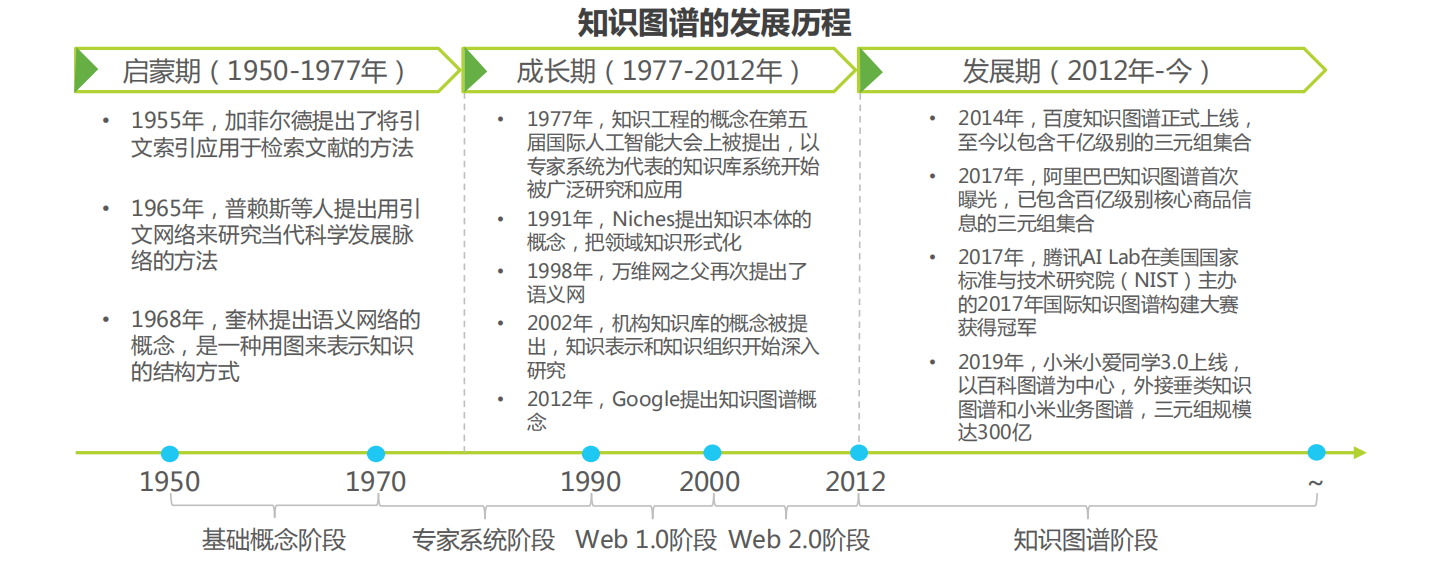 知识图谱的发展历程
启蒙期（1950-1977年）
• 1955年，加菲尔德提出了将引
文索引应用于检索文献的方法
• 1965年，普赖斯等人提出用引
文网络来研究当代科学发展脉
络的方法
• 1968年，奎林提出语义网络的
概念，是一种用图来表示知识
的结构方式
成长期（1977-2012年）
• 1977年，知识工程的概念在第五
届国际人工智能大会上被提出，以
专家系统为代表的知识库系统开始
被广泛研究和应用
• 1991年，Niches提出知识本体的
概念，把领域知识形式化
• 1998年，万维网之父再次提出了
语义网
• 2002年，机构知识库的概念被提
出，知识表示和知识组织开始深入
研究
• 2012年，Google提出知识图谱概
念
发展期（2012年-今）
• 2014年，百度知识图谱正式上线，
至今以包含千亿级别的三元组集合
• 2017年，阿里巴巴知识图谱首次
曝光，已包含百亿级别核心商品信
息的三元组集合
• 2017年，腾讯AI Lab在美国国家
标准与技术研究院（NIST）主办
的2017年国际知识图谱构建大赛
获得冠军
• 2019年，小米小爱同学3.0上线，
以百科图谱为中心，外接垂类知识
图谱和小米业务图谱，三元组规模
达300亿
1950 1970 1990 2000 2012 ~
基础概念阶段 专家系统阶段 Web 1.0阶段 Web 2.0阶段 知识图谱阶段